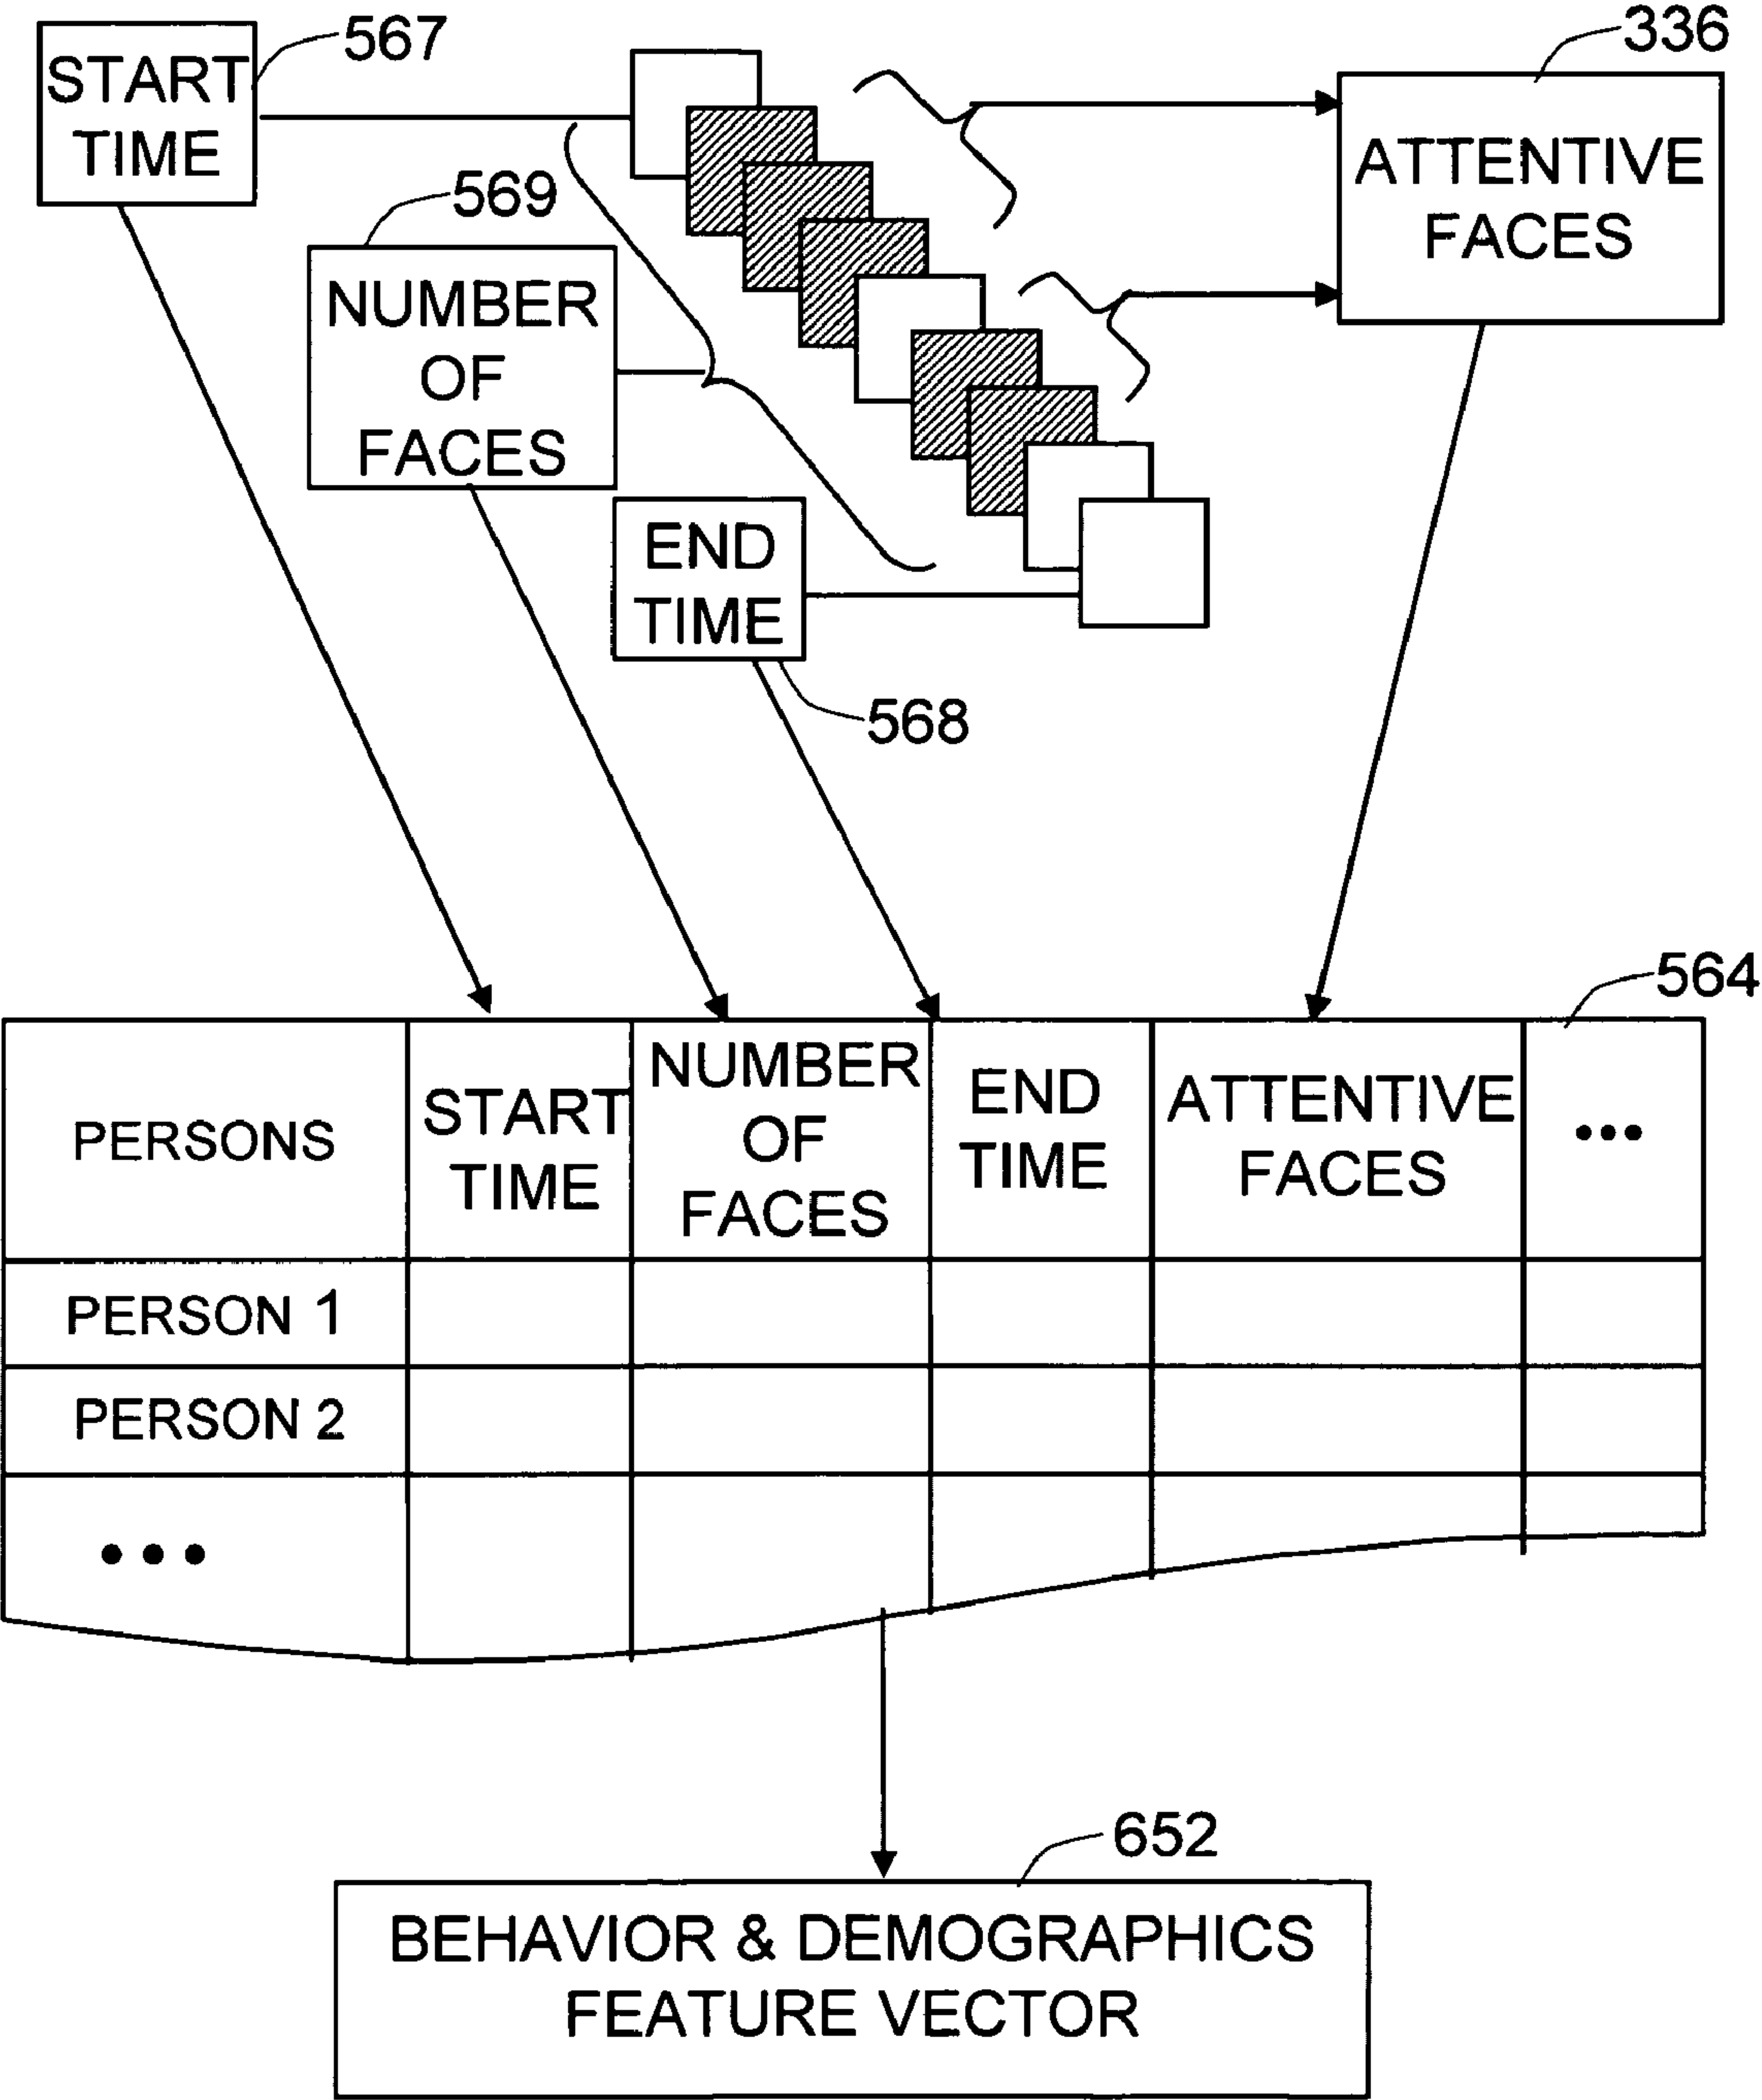 START
TIME
567
336
ATTENTIVE
FACES
569
NUMBER
OF
FACES
END
TIME
568
564
PERSONS
START
TIME
NUMBER
OF
FACES
END
TIME
ATTENTIVE
FACES
•••
PERSON 1
PERSON 2
•••
652
BEHAVIOR & DEMOGRAPHICS
FEATURE VECTOR